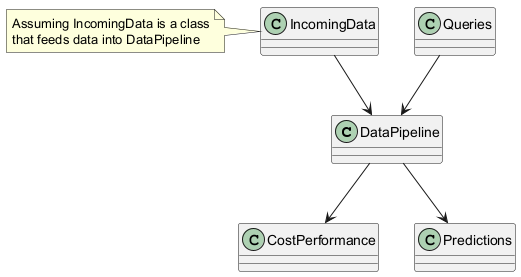 Assuming IncomingData is a class
that feeds data into DataPipeline
C IncomingData
C Queries
C DataPipeline
C CostPerformance
C Predictions